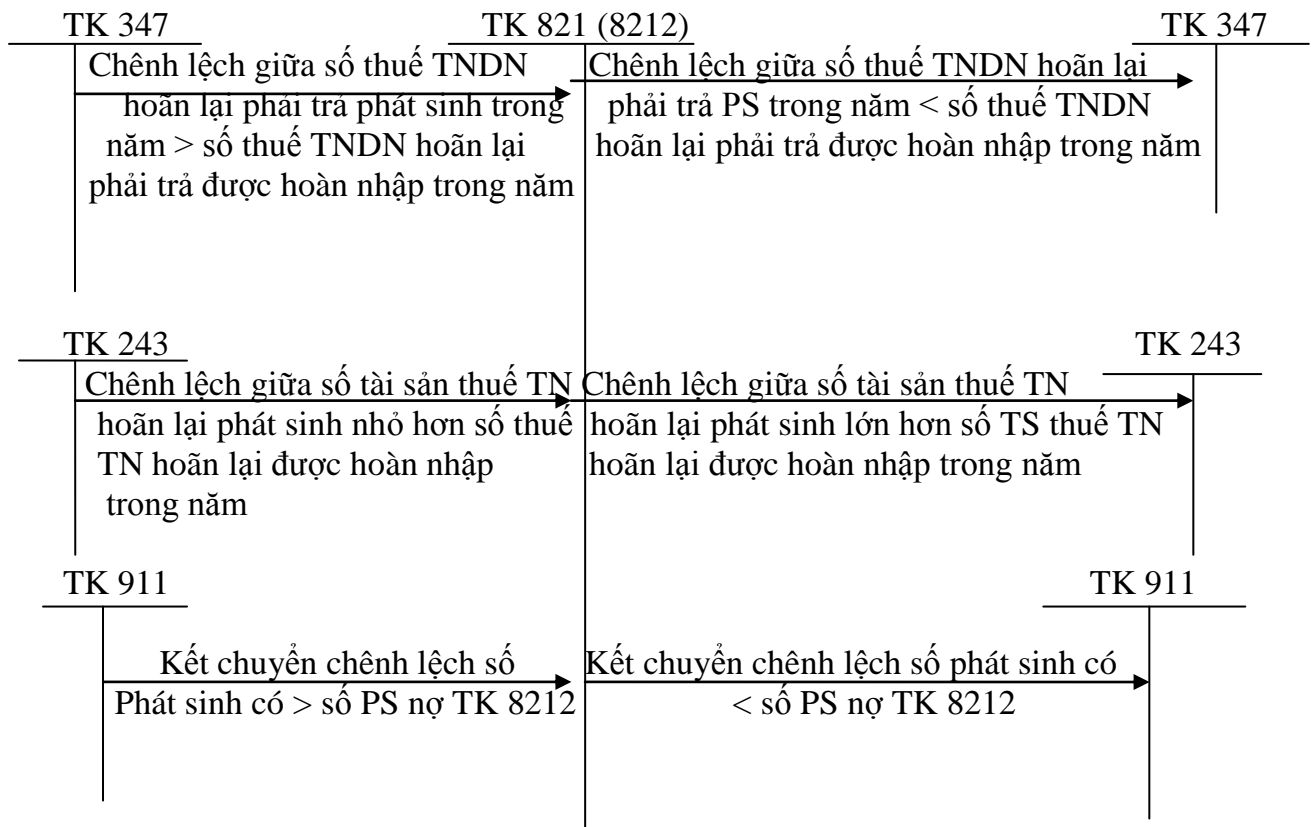 TK 347
TK 821 (8212)
TK 347
Chênh lệch giữa số thuế TNDN
hoãn lại phải trả phát sinh trong
năm > số thuế TNDN hoãn lại
phải trả được hoàn nhập trong năm
Chênh lệch giữa số thuế TNDN hoãn lại
phải trả PS trong năm < số thuế TNDN
hoãn lại phải trả được hoàn nhập trong năm
TK 243
TK 243
Chênh lệch giữa số tài sản thuế TN
hoãn lại phát sinh nhỏ hơn số thuế
TN hoãn lại được hoàn nhập
trong năm
Chênh lệch giữa số tài sản thuế TN
hoãn lại phát sinh lớn hơn số TS thuế TN
hoãn lại được hoàn nhập trong năm
TK 911
TK 911
Kết chuyển chênh lệch số
Phát sinh có > số PS nợ TK 8212
Kết chuyển chênh lệch số phát sinh có
< số PS nợ TK 8212